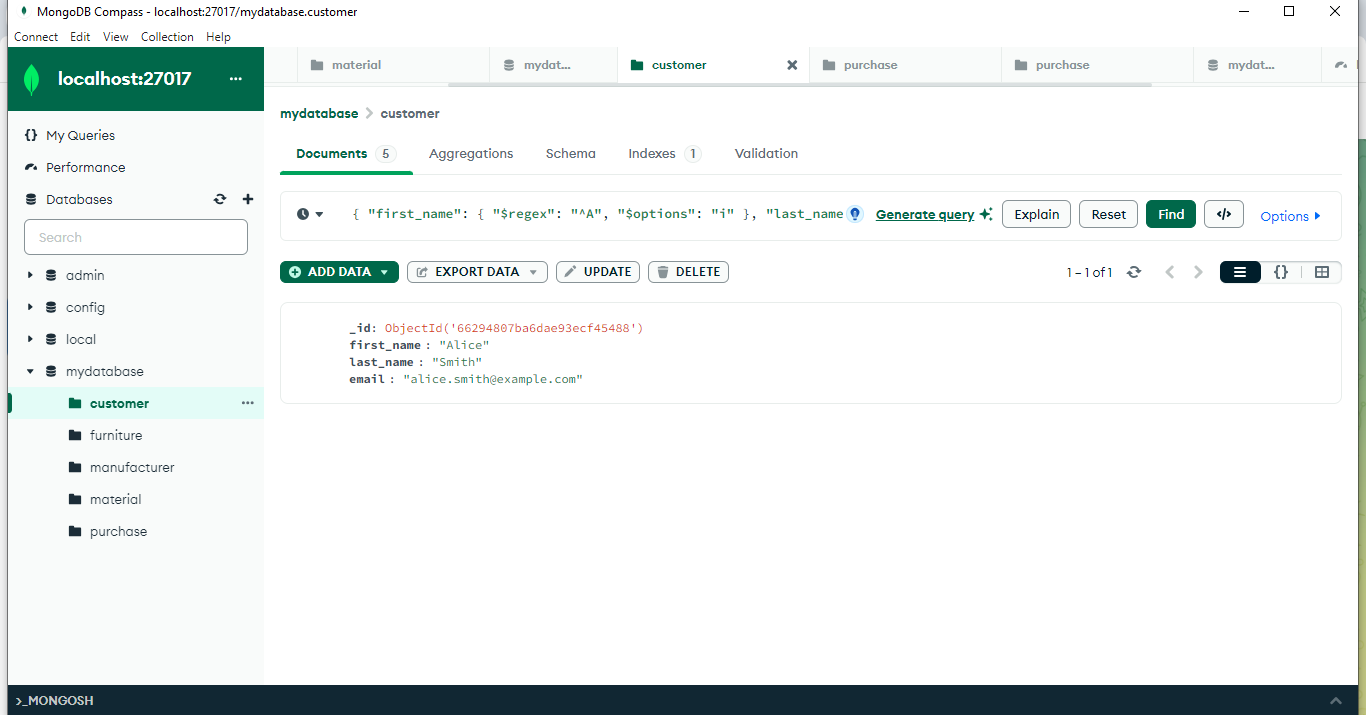 MongoDB Compass - localhost:27017/mydatabase.customer
Connect Edit View Collection Help
localhost:27017 ...
material mydat... customer purchase purchase mydat...
mydatabase > customer
My Queries
Performance
Databases
Search
admin
config
local
mydatabase
customer ...
furniture
manufacturer
material
purchase
Documents 5 Aggregations Schema Indexes 1 Validation
{ "first_name": { "$regex": "^A", "$options": "i" }, "last_name Generate query Explain Reset Find </> Options
ADD DATA EXPORT DATA UPDATE DELETE 1 – 1 of 1 {}
_id: ObjectId('66294807ba6dae93ecf45488')
first_name : "Alice"
last_name : "Smith"
email : "alice.smith@example.com"
>_MONGOSH